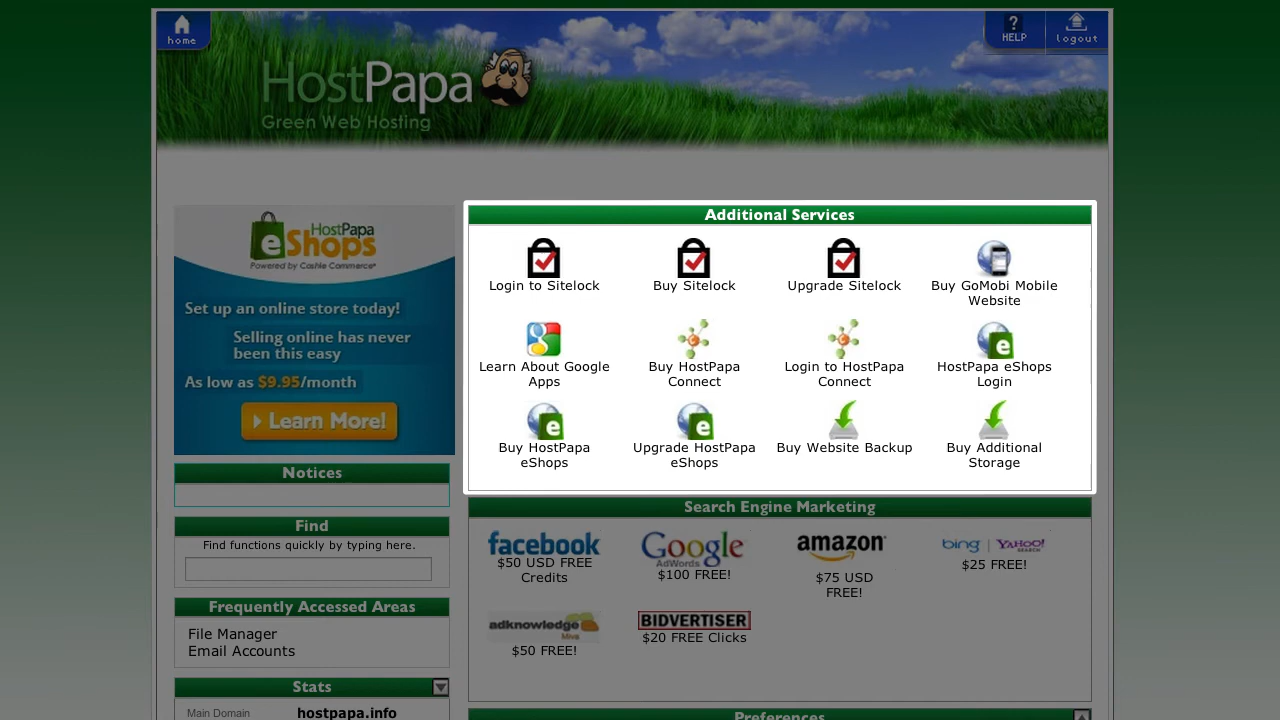 home
HELP
logout
HostPapa
Green Web Hosting
HostPapa
eShops
Powered by Cashie Commerce
Set up an online store today!
Selling online has never
been this easy
As low as $9.95/month
Learn More!
Notices
Find
Find functions quickly by typing here.
Frequently Accessed Areas
File Manager
Email Accounts
Stats
Main Domain hostpapa.info
Additional Services
Login to Sitelock
Buy Sitelock
Upgrade Sitelock
Buy GoMobi Mobile
Website
Learn About Google
Apps
Buy HostPapa
Connect
Login to HostPapa
Connect
HostPapa eShops
Login
Buy HostPapa
eShops
Upgrade HostPapa
eShops
Buy Website Backup
Buy Additional
Storage
Search Engine Marketing
facebook
$50 USD FREE
Credits
Google
AdWords
$100 FREE!
amazon
$75 USD
FREE!
bing | YAHOO!
SEARCH
$25 FREE!
adknowledge
Miva
$50 FREE!
BIDVERTISER
$20 FREE Clicks
Preferences